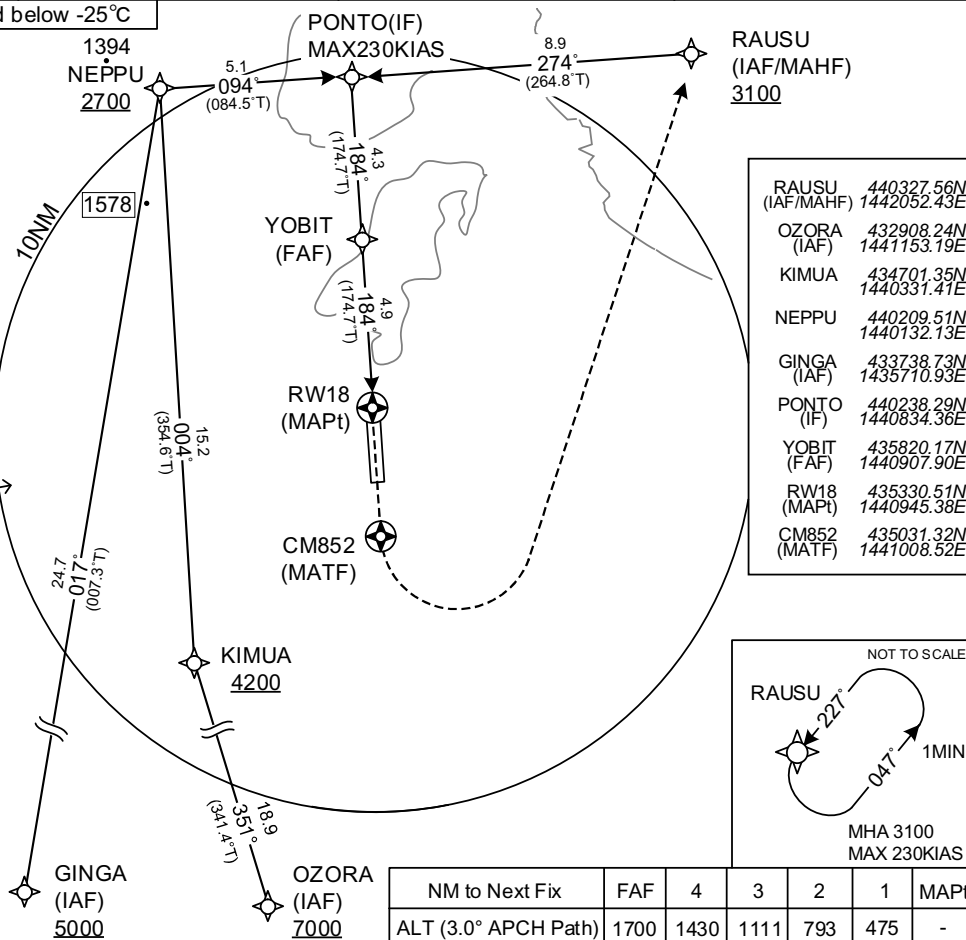 d below -25°C
1394
NEPPU
2700
5.1
094°
(084.5°T)
PONTO(IF)
MAX230KIAS
8.9
274°
(264.8°T)
RAUSU
(IAF/MAHF)
3100
1578
10NM
4.3
184°
(174.7°T)
YOBIT
(FAF)
4.9
184°
(174.7°T)
RW18
(MAPt)
CM852
(MATF)
15.2
004°
(354.6°T)
24.7
017°
(007.3°T)
KIMUA
4200
18.9
351°
(341.4°T)
GINGA
(IAF)
5000
OZORA
(IAF)
7000
RAUSU 440327.56N
(IAF/MAHF) 1442052.43E
OZORA 432908.24N
(IAF) 1441153.19E
KIMUA 434701.35N
1440331.41E
NEPPU 440209.51N
1440132.13E
GINGA 433738.73N
(IAF) 1435710.93E
PONTO 440238.29N
(IF) 1440834.36E
YOBIT 435820.17N
(FAF) 1440907.90E
RW18 435330.51N
(MAPt) 1440945.38E
CM852 435031.32N
(MATF) 1441008.52E
NOT TO SCALE
RAUSU
227°
047°
1MIN
MHA 3100
MAX 230KIAS
NM to Next Fix FAF 4 3 2 1 MAPt
ALT (3.0° APCH Path) 1700 1430 1111 793 475 -